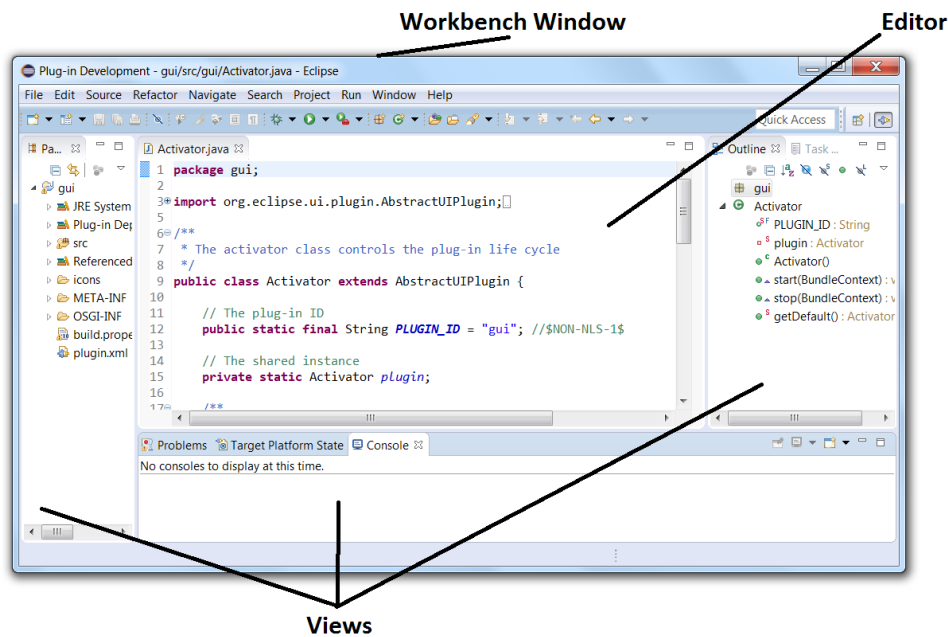 Workbench Window
Editor
Plug-in Development - gui/src/gui/Activator.java - Eclipse
File Edit Source Refactor Navigate Search Project Run Window Help
Quick Access
Pa...
Activator.java
Outline
Task ...
gui
JRE System
Plug-in Dep
src
Referenced
icons
META-INF
OSGI-INF
build.prope
plugin.xml
1 package gui;
2
3 import org.eclipse.ui.plugin.AbstractUIPlugin;
5
6 /**
7 * The activator class controls the plug-in life cycle
8 */
9 public class Activator extends AbstractUIPlugin {
10
11 // The plug-in ID
12 public static final String PLUGIN_ID = "gui"; //$NON-NLS-1$
13
14 // The shared instance
15 private static Activator plugin;
16
17 /**
gui
Activator
PLUGIN_ID : String
plugin : Activator
Activator()
start(BundleContext) : v
stop(BundleContext) : v
getDefault() : Activator
Problems Target Platform State Console
No consoles to display at this time.
Views